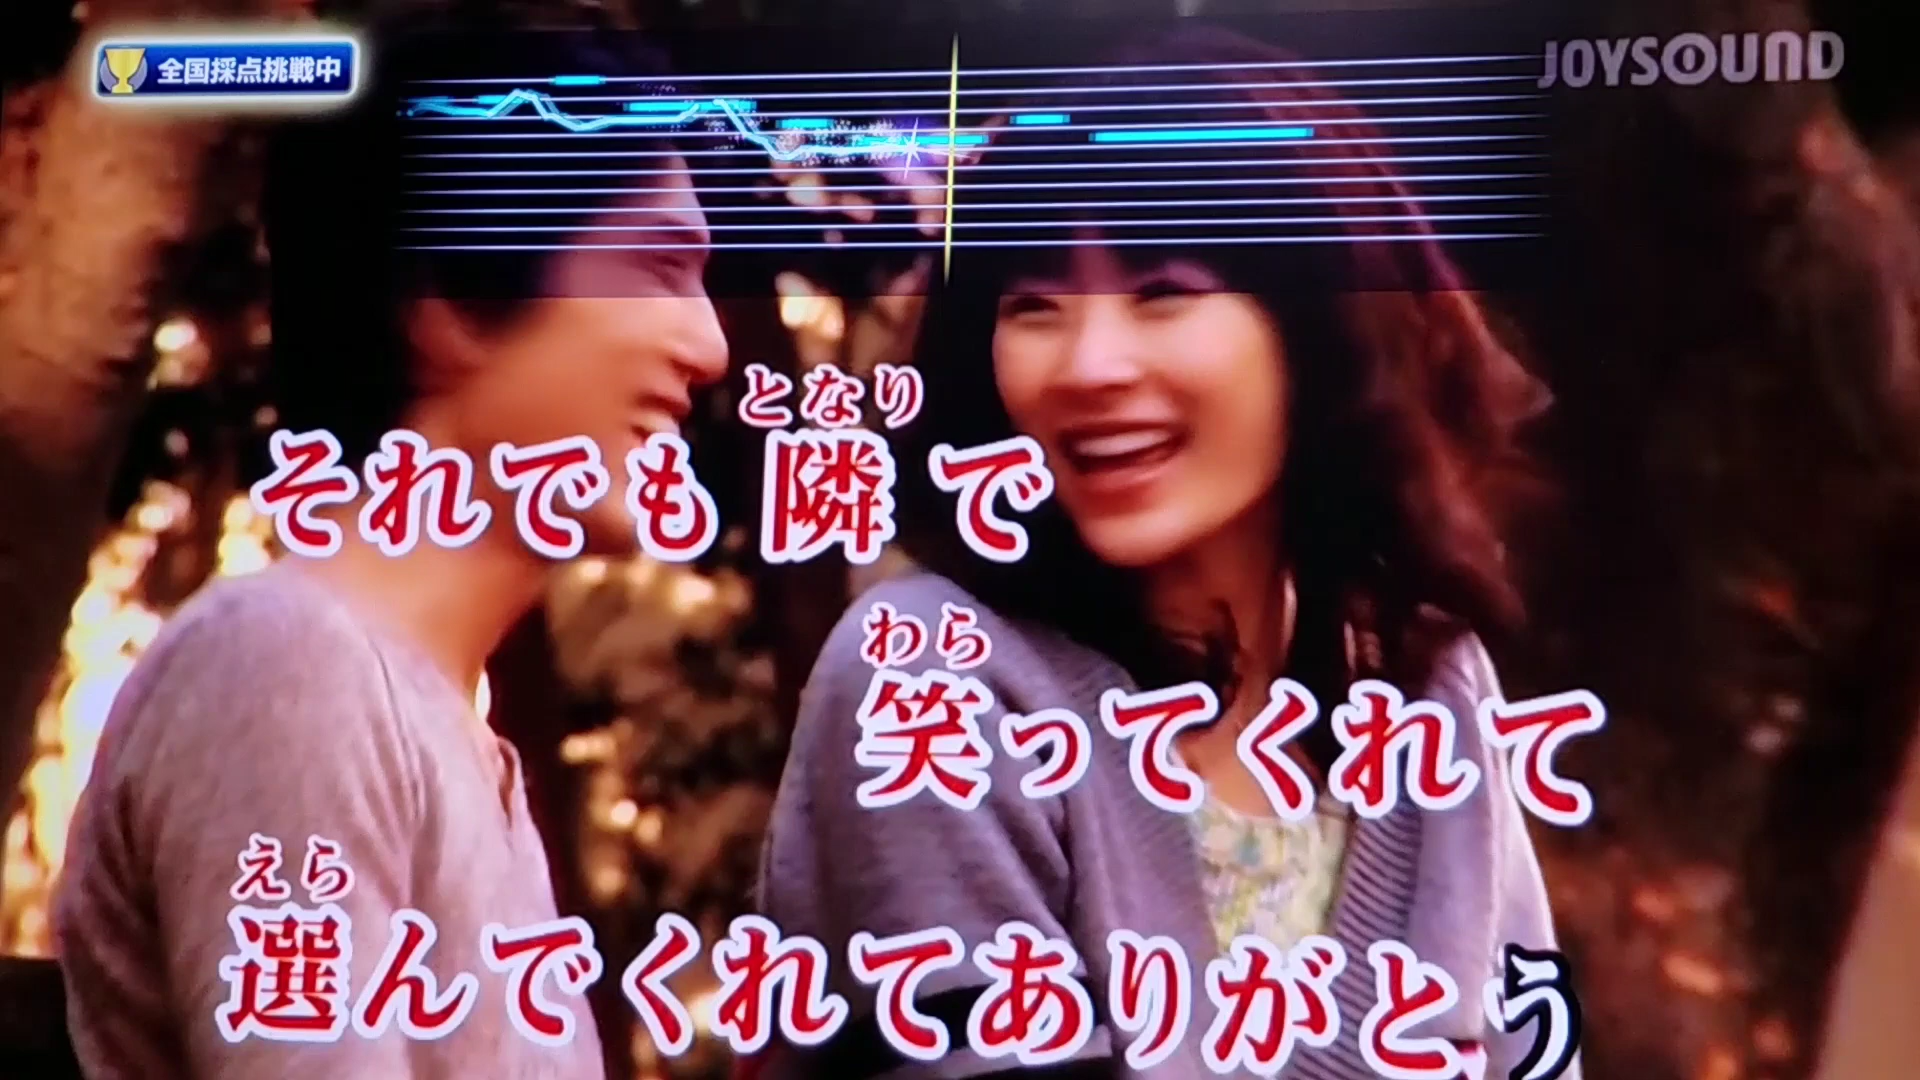 全国採点挑戦中
JOYSOUND
となり
それでも隣で
わら
笑ってくれて
えら
選んでくれてありがとう